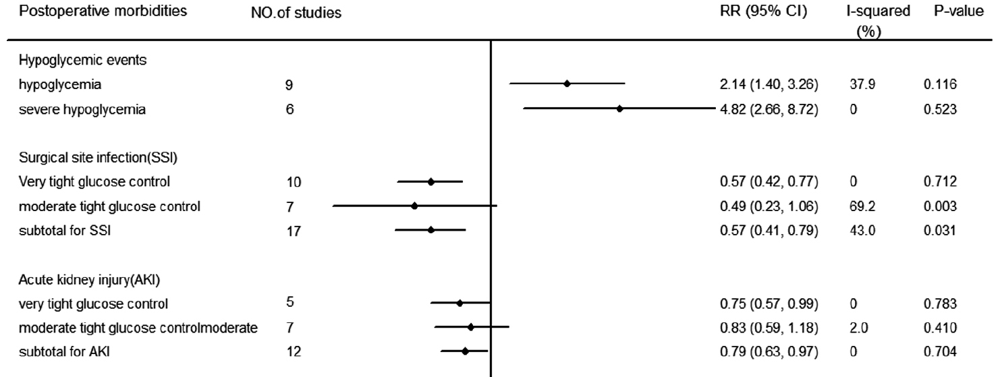 Postoperative morbidities NO.of studies RR (95% CI) I-squared (%) P-value
Hypoglycemic events
hypoglycemia 9 2.14 (1.40, 3.26) 37.9 0.116
severe hypoglycemia 6 4.82 (2.66, 8.72) 0 0.523
Surgical site infection(SSI)
Very tight glucose control 10 0.57 (0.42, 0.77) 0 0.712
moderate tight glucose control 7 0.49 (0.23, 1.06) 69.2 0.003
subtotal for SSI 17 0.57 (0.41, 0.79) 43.0 0.031
Acute kidney injury(AKI)
very tight glucose control 5 0.75 (0.57, 0.99) 0 0.783
moderate tight glucose controlmoderate 7 0.83 (0.59, 1.18) 2.0 0.410
subtotal for AKI 12 0.79 (0.63, 0.97) 0 0.704